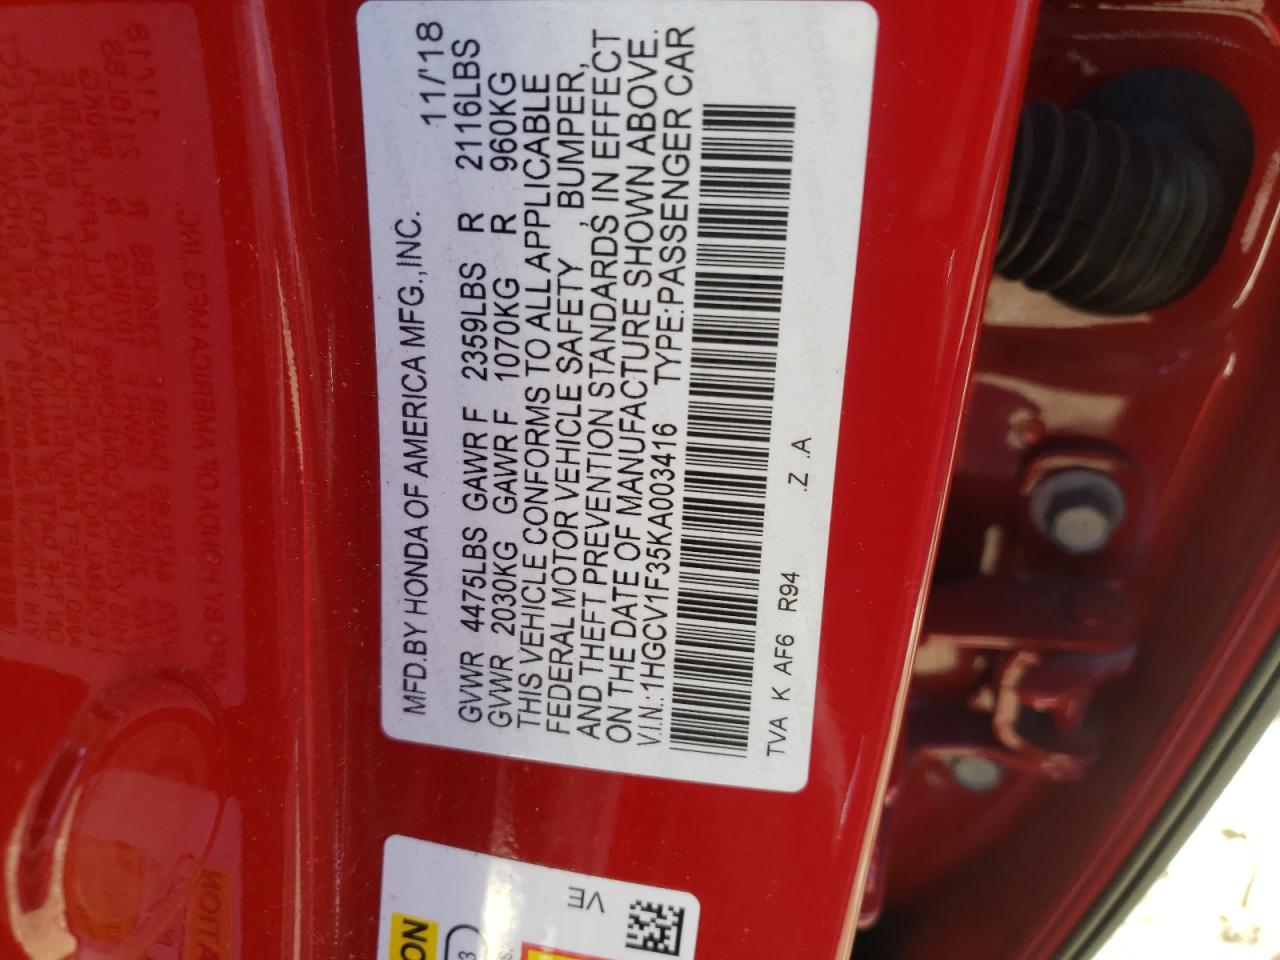 MFD.BY HONDA OF AMERICA MFG.,INC. 11/'18
GVWR 4475LBS GAWR F 2359LBS R 2116LBS
GVWR 2030KG GAWR F 1070KG R 960KG
THIS VEHICLE CONFORMS TO ALL APPLICABLE
FEDERAL MOTOR VEHICLE SAFETY, BUMPER,
AND THEFT PREVENTION STANDARDS IN EFFECT
ON THE DATE OF MANUFACTURE SHOWN ABOVE.
V.I.N.:1HGCV1F35KA003416 TYPE:PASSENGER CAR
TVA K AF6 R94 .Z .A
VE
ON
3
s.